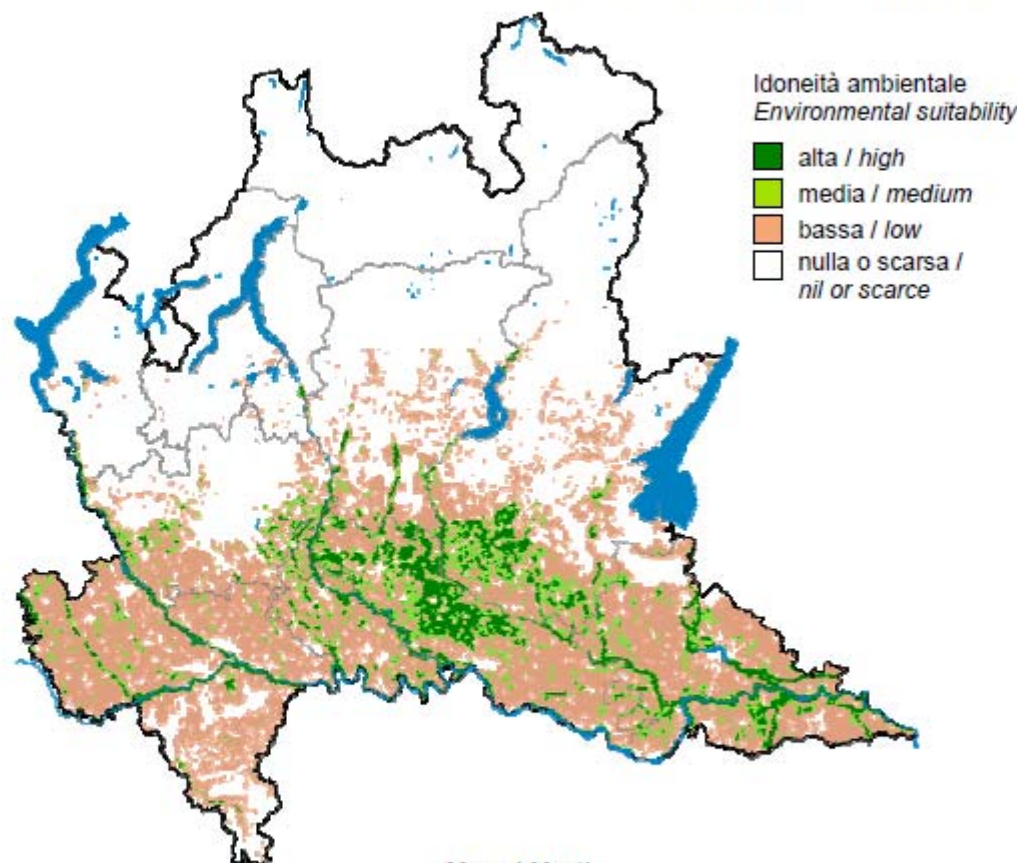 Idoneità ambientale
Environmental suitability
alta / high
media / medium
bassa / low
nulla o scarsa /
nil or scarce